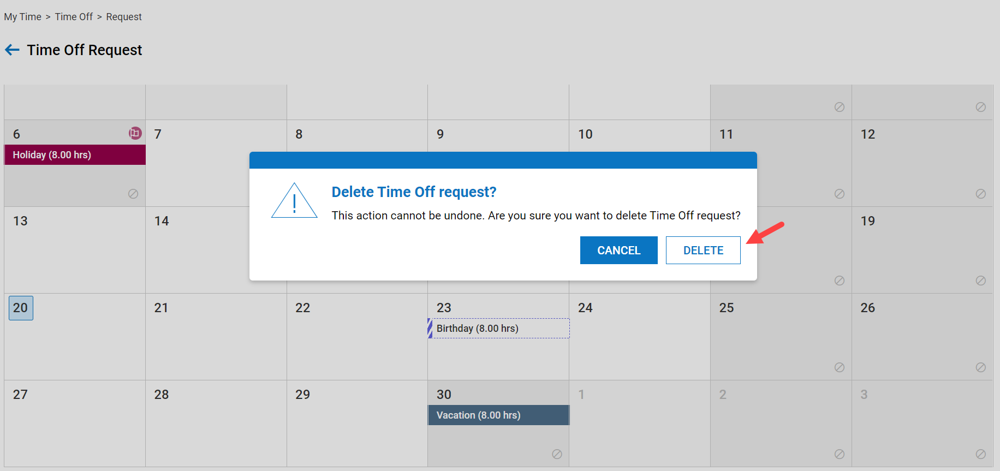 My Time > Time Off > Request
Time Off Request
6 7 8 9 10 11 12
Holiday (8.00 hrs)
Delete Time Off request?
This action cannot be undone. Are you sure you want to delete Time Off request?
CANCEL DELETE
13 14 19
20 21 22 23 24 25 26
Birthday (8.00 hrs)
27 28 29 30 1 2 3
Vacation (8.00 hrs)